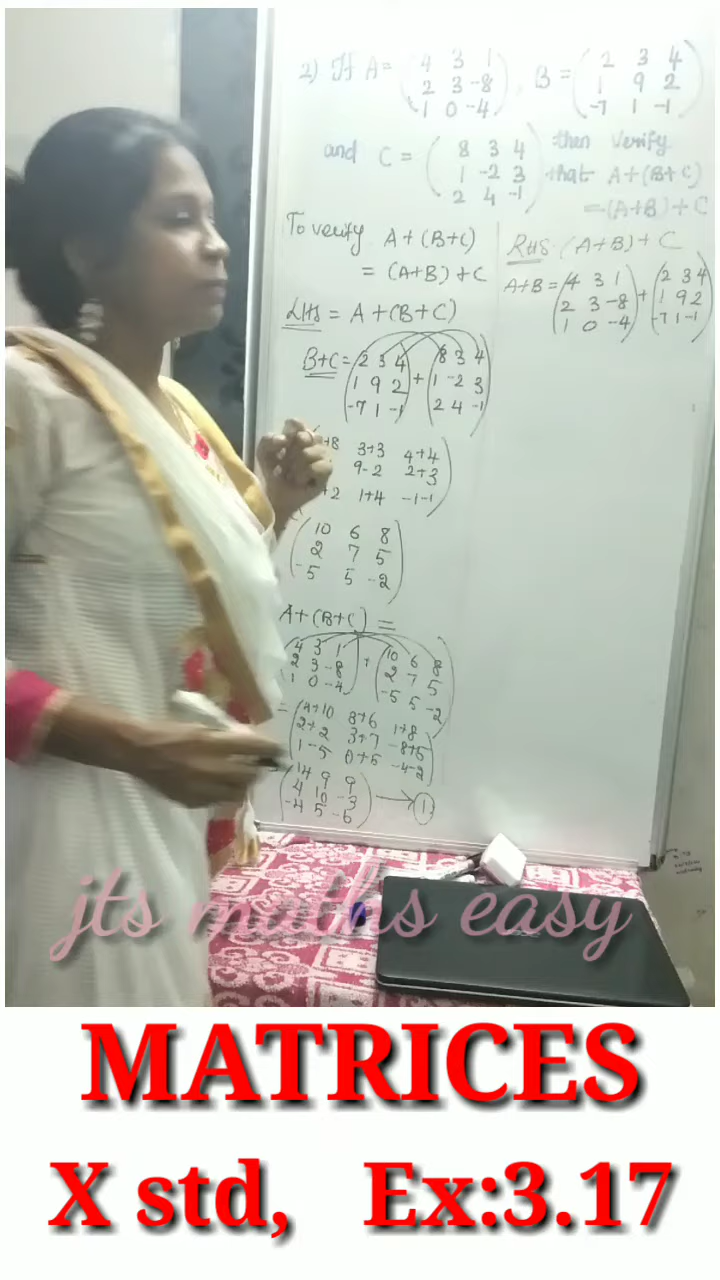 2) If A = (4 3 1
2 3 -8
1 0 -4), B = (2 3 4
1 9 2
-7 1 -1)
and C = (8 3 4
1 -2 3
2 4 -1) then verify
that A+(B+C)
=(A+B)+C
To verify A+(B+C)
= (A+B)+C
LHS = A+(B+C)
B+C = (2 3 4
1 9 2
-7 1 -1) + (8 3 4
1 -2 3
2 4 -1)
+8 3+3 4+4
9-2 2+3
+2 1+4 -1-1)
(10 6 8
2 7 5
-5 5 -2)
A+(B+C) =
(4 3 1
2 3 -8
1 0 -4) + (10 6 8
2 7 5
-5 5 -2)
= (4+10 3+6 1+8
2+2 3+7 -8+5
1-5 0+5 -4-2)
(14 9 9
4 10 -3
-4 5 -6) → 1
RHS (A+B)+C
A+B = (4 3 1
2 3 -8
1 0 -4) + (2 3 4
1 9 2
-7 1 -1)
jts maths easy
MATRICES
X std, Ex:3.17